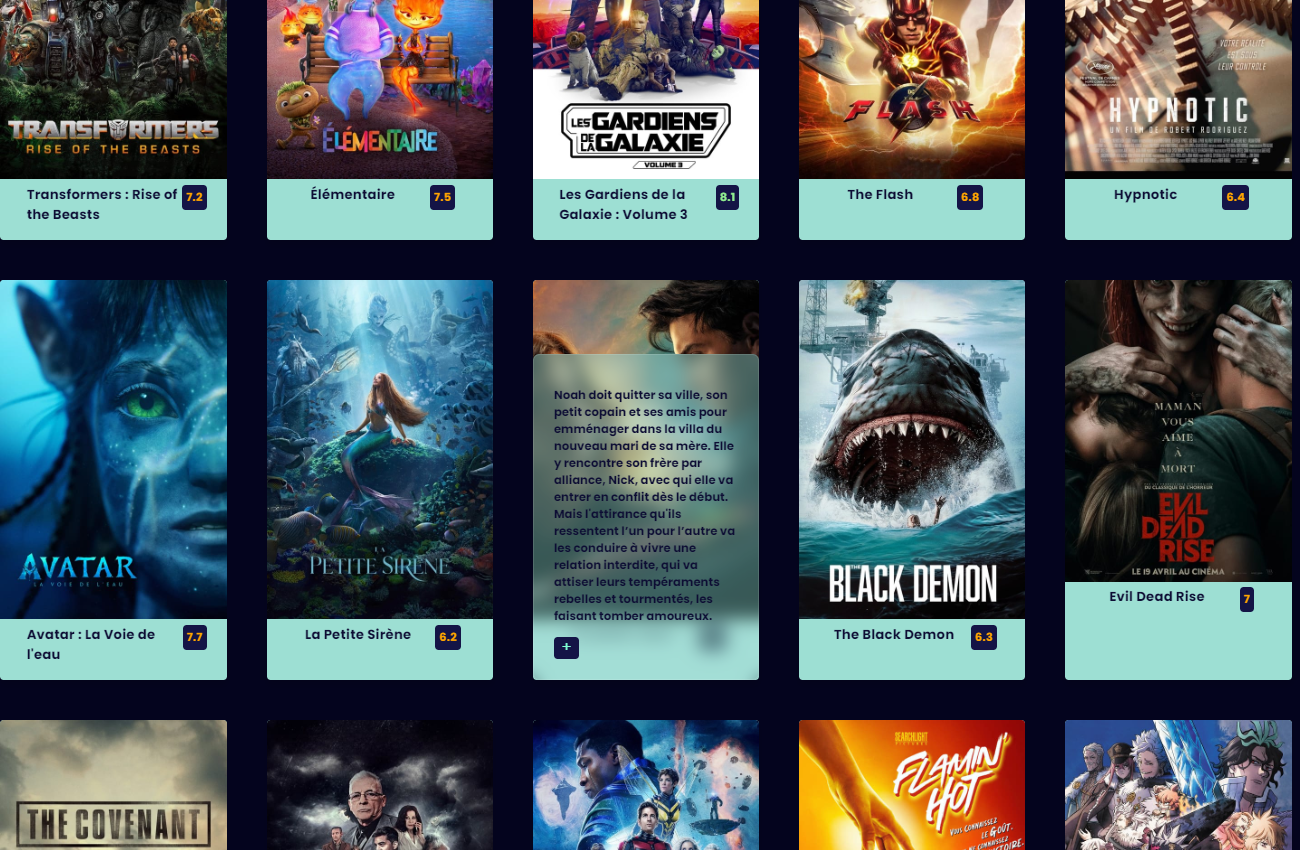 TRANSFORMERS
RISE OF THE BEASTS
Transformers : Rise of
the Beasts
7.2
ÉLÉMENTAIRE
Élémentaire
7.5
LES
GARDIENS
DE
LA
GALAXIE
VOLUME 3
Les Gardiens de la
Galaxie : Volume 3
8.1
FLASH
The Flash
6.8
VOTRE RÉALITÉ
EST SOUS
LEUR CONTRÔLE
HYPNOTIC
UN FILM DE ROBERT RODRIGUEZ
Hypnotic
6.4
AVATAR
LA VOIE DE L'EAU
Avatar : La Voie de
l'eau
7.7
LA
PETITE SIRÈNE
La Petite Sirène
6.2
Noah doit quitter sa ville, son
petit copain et ses amis pour
emménager dans la villa du
nouveau mari de sa mère. Elle
y rencontre son frère par
alliance, Nick, avec qui elle va
entrer en conflit dès le début.
Mais l'attirance qu'ils
ressentent l’un pour l’autre va
les conduire à vivre une
relation interdite, qui va
attiser leurs tempéraments
rebelles et tourmentés, les
faisant tomber amoureux.
+
THE
BLACK DEMON
The Black Demon
6.3
MAMAN
VOUS
AIME
À
MORT
DU CLASSIQUE DE L'HORREUR
EVIL
DEAD
RISE
LE 19 AVRIL AU CINÉMA
Evil Dead Rise
7
THE COVENANT
SEARCHLIGHT
PICTURES
FLAMIN'
HOT
VOUS CONNAISSEZ
LE GOÛT.